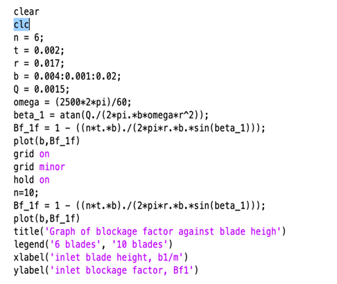 clear
clc
n = 6;
t = 0.002;
r = 0.017;
b = 0.004:0.001:0.02;
Q = 0.0015;
omega = (2500*2*pi)/60;
beta_1 = atan(Q./(2*pi.*b*omega*r^2));
Bf_1f = 1 - ((n*t.*b)./(2*pi*r.*b.*sin(beta_1)));
plot(b,Bf_1f)
grid on
grid minor
hold on
n=10;
Bf_1f = 1 - ((n*t.*b)./(2*pi*r.*b.*sin(beta_1)));
plot(b,Bf_1f)
title('Graph of blockage factor against blade heigh')
legend('6 blades', '10 blades')
xlabel('inlet blade height, b1/m')
ylabel('inlet blockage factor, Bf1')